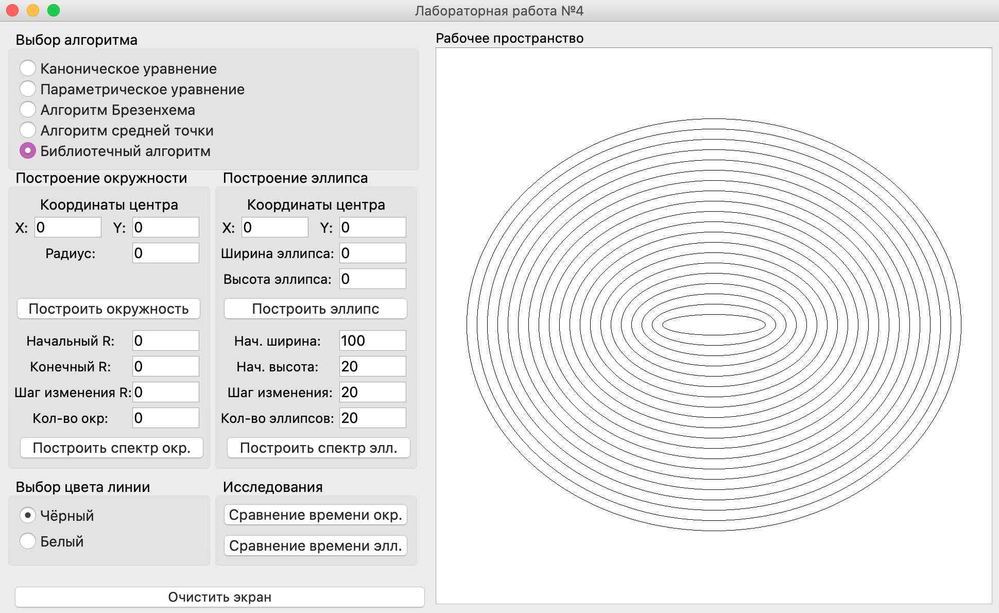 Лабораторная работа №4
Выбор алгоритма
Каноническое уравнение
Параметрическое уравнение
Алгоритм Брезенхема
Алгоритм средней точки
Библиотечный алгоритм
Построение окружности
Координаты центра
X: 0 Y: 0
Радиус: 0
Построить окружность
Начальный R: 0
Конечный R: 0
Шаг изменения R: 0
Кол-во окр: 0
Построить спектр окр.
Построение эллипса
Координаты центра
X: 0 Y: 0
Ширина эллипса: 0
Высота эллипса: 0
Построить эллипс
Нач. ширина: 100
Нач. высота: 20
Шаг изменения: 20
Кол-во эллипсов: 20
Построить спектр элл.
Выбор цвета линии
Чёрный
Белый
Исследования
Сравнение времени окр.
Сравнение времени элл.
Очистить экран
Рабочее пространство